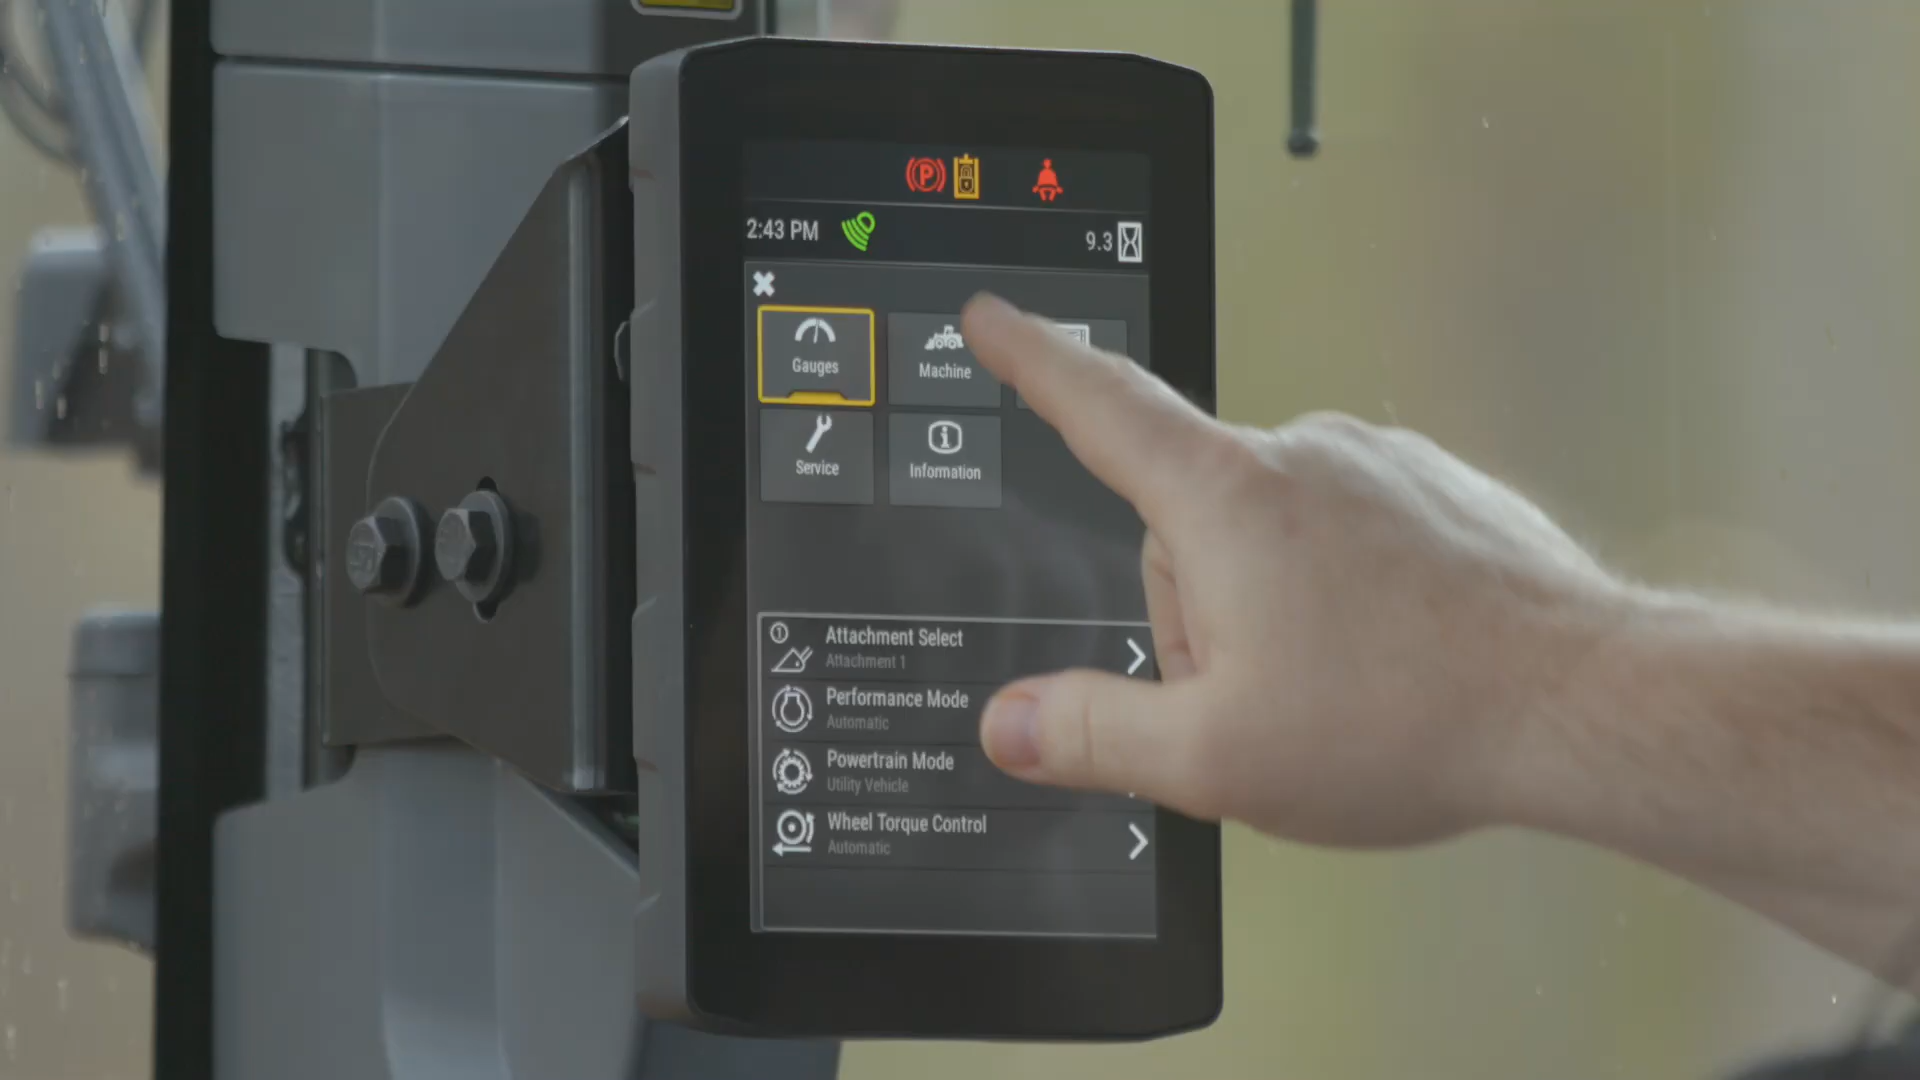 P
2:43 PM
9.3
Gauges
Machine
Service
Information
1
Attachment Select
Attachment 1
Performance Mode
Automatic
Powertrain Mode
Utility Vehicle
Wheel Torque Control
Automatic